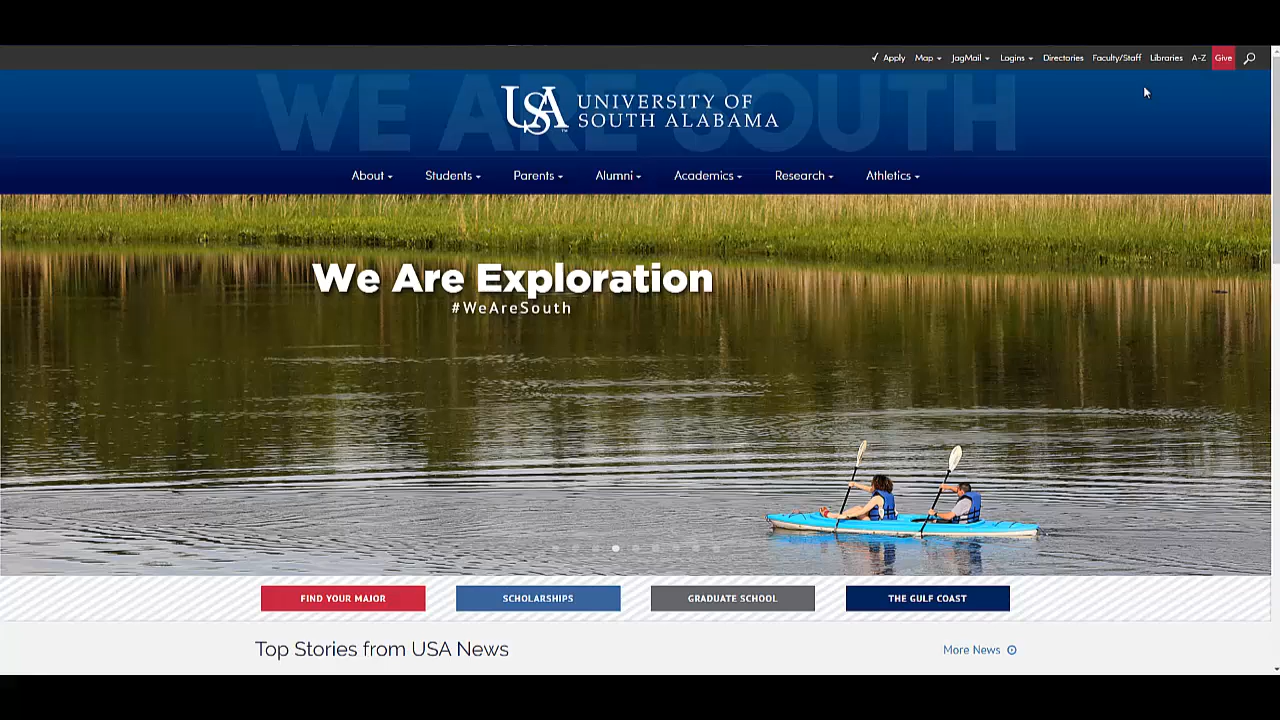 Apply Map JagMail Logins Directories Faculty/Staff Libraries A-Z Give
WE ARE SOUTH
USA UNIVERSITY OF
SOUTH ALABAMA
About Students Parents Alumni Academics Research Athletics
We Are Exploration
#WeAreSouth
FIND YOUR MAJOR SCHOLARSHIPS GRADUATE SCHOOL THE GULF COAST
Top Stories from USA News More News